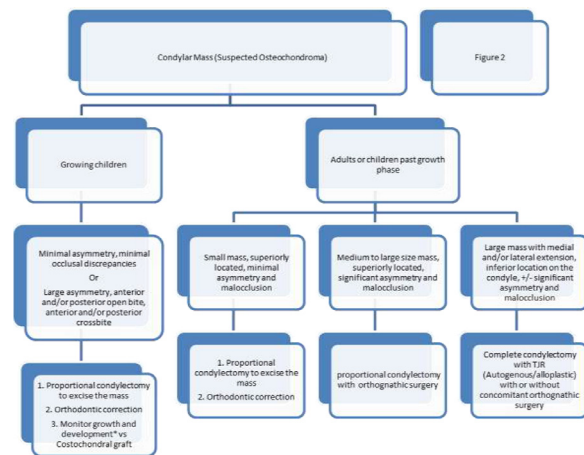 Condylar Mass (Suspected Osteochondroma)
Figure 2
Growing children
Adults or children past growth
phase
Minimal asymmetry, minimal
occlusal discrepancies
Or
Large asymmetry, anterior
and/or posterior open bite,
anterior and/or posterior
crossbite
Small mass, superiorly
located, minimal
asymmetry and
malocclusion
Medium to large size mass,
superiorly located,
significant asymmetry and
malocclusion
Large mass with medial
and/or lateral extension,
inferior location on the
condyle, +/- significant
asymmetry and
malocclusion
1. Proportional condylectomy
to excise the mass
2. Orthodontic correction
3. Monitor growth and
development* vs
Costochondral graft
1. Proportional
condylectomy to excise the
mass
2. Orthodontic correction
proportional condylectomy
with orthognathic surgery
Complete condylectomy
with TJR
(Autogenous/alloplastic)
with or without
concomitant orthognathic
surgery